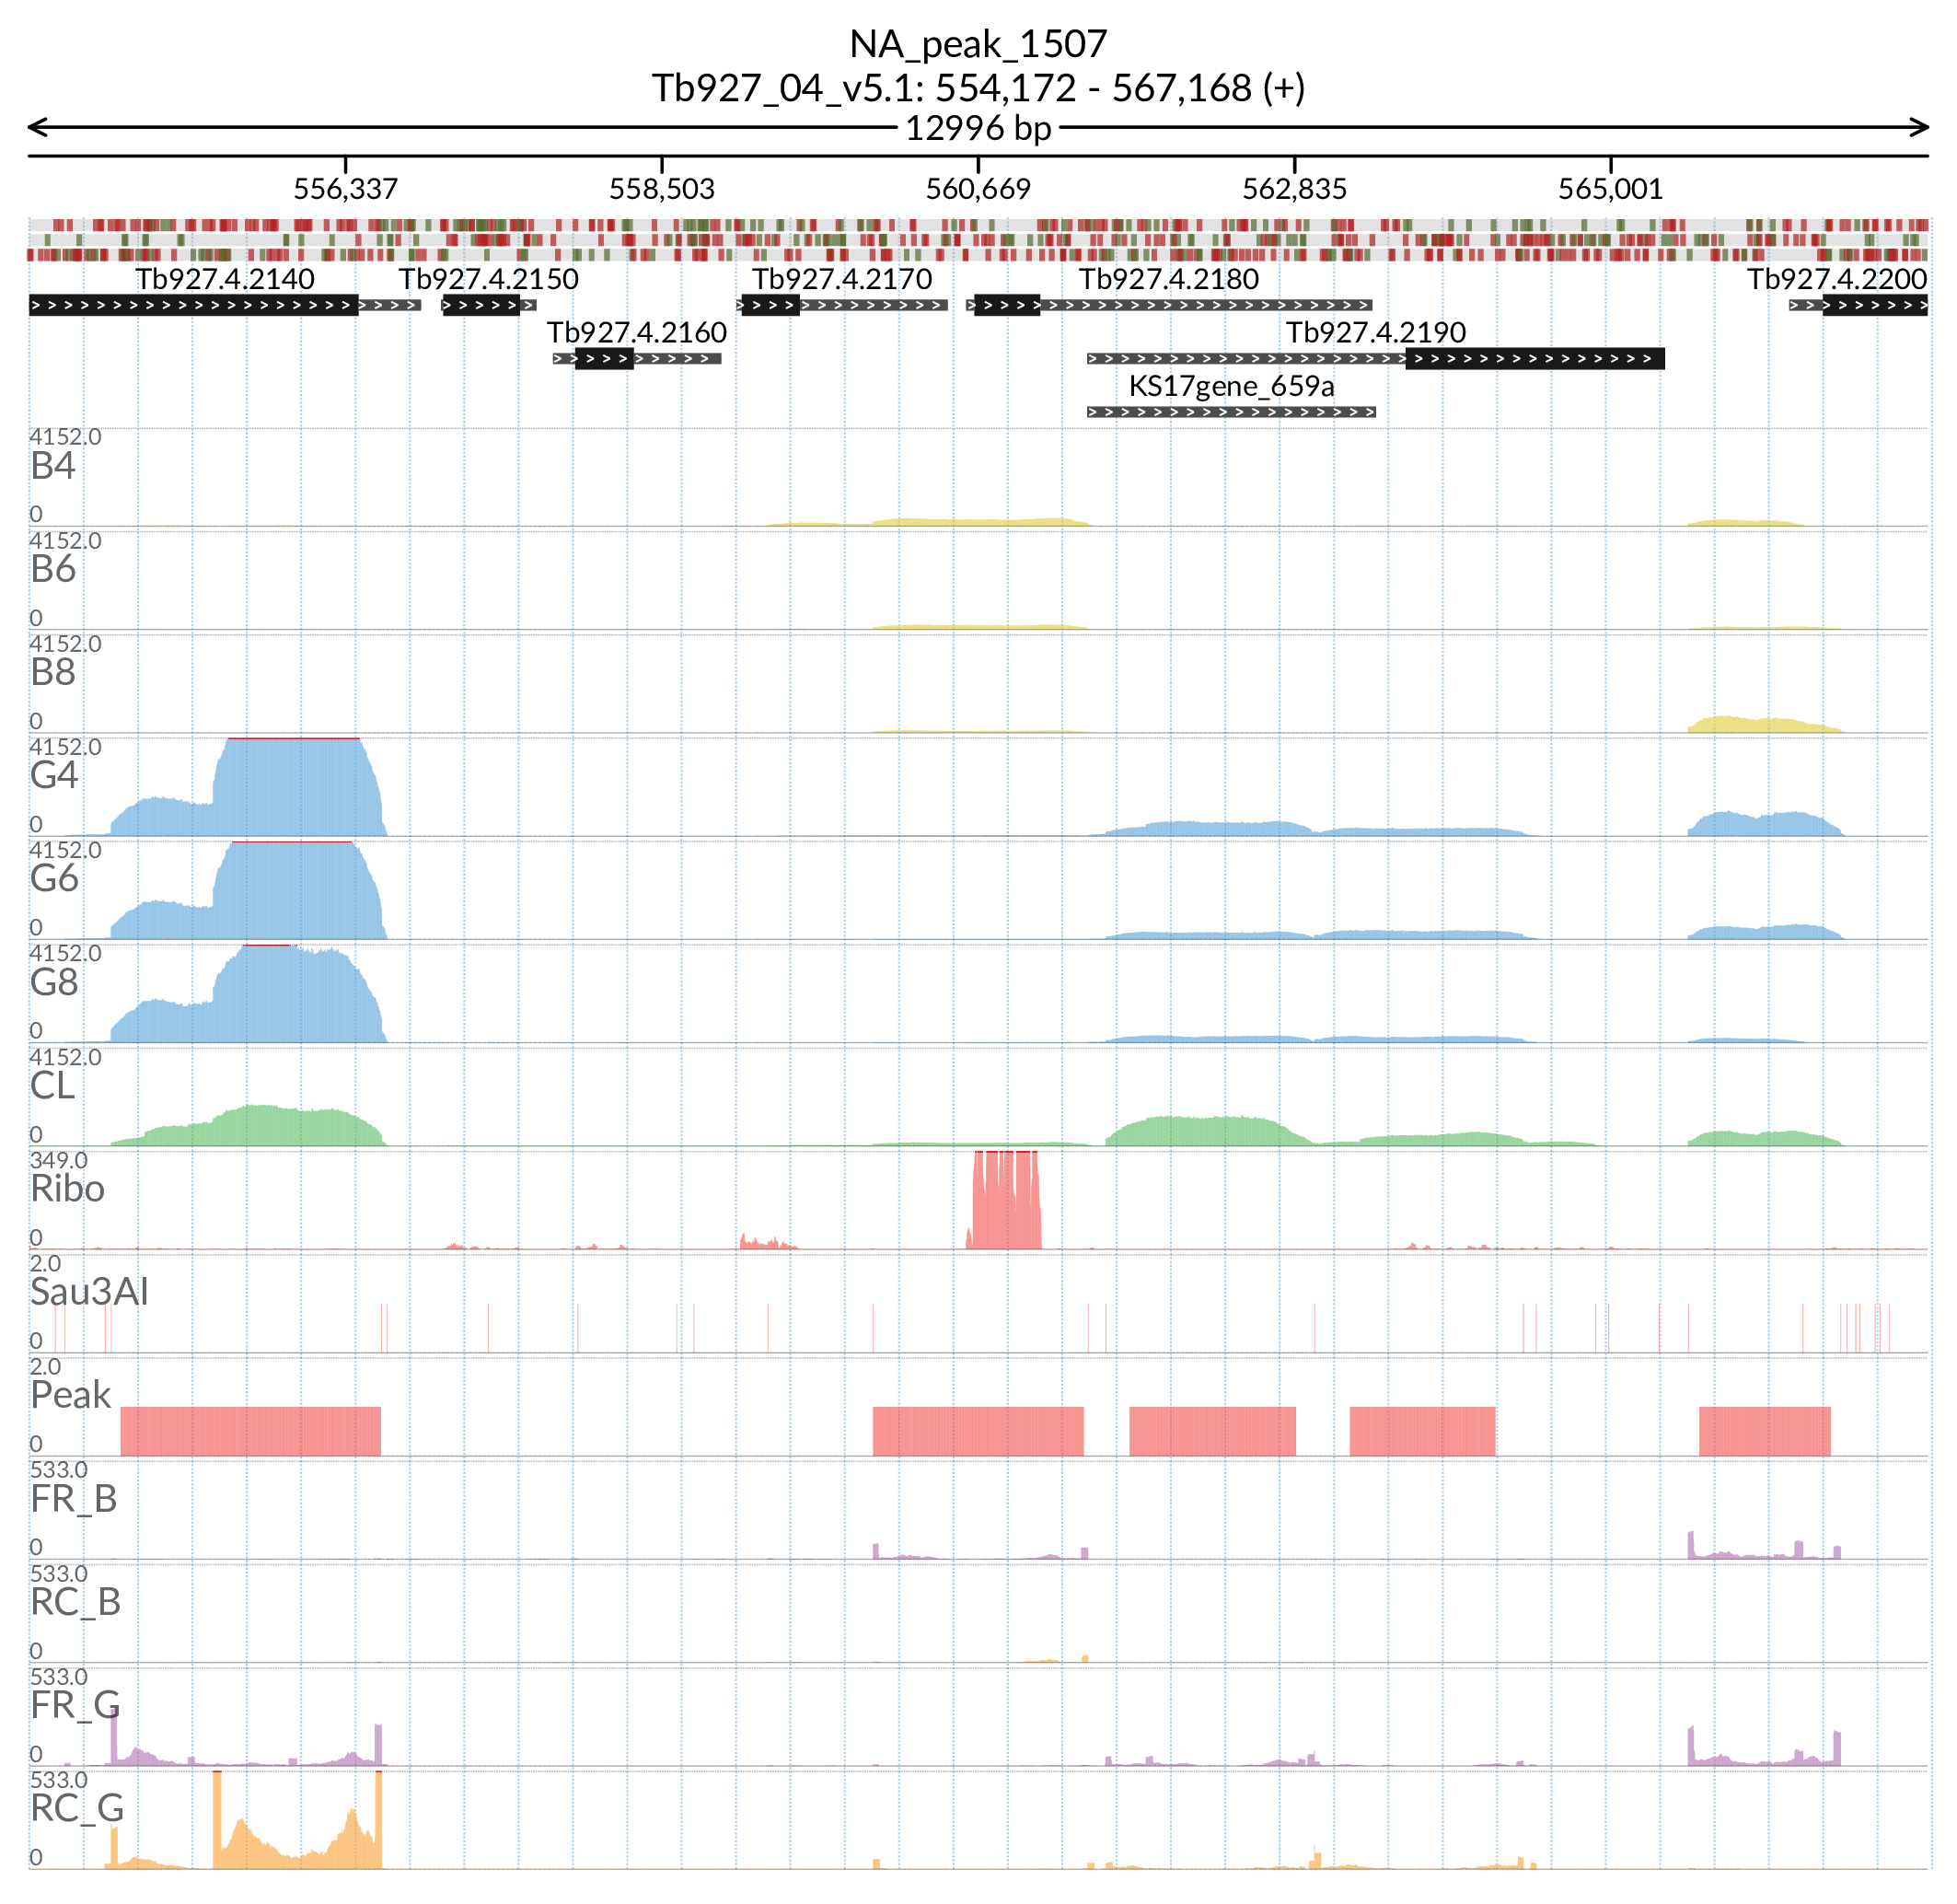 NA_peak_1507
Tb927_04_v5.1: 554,172 - 567,168 (+)
12996 bp
556,337 558,503 560,669 562,835 565,001
Tb927.4.2140 Tb927.4.2150 Tb927.4.2170 Tb927.4.2180 Tb927.4.2200
Tb927.4.2160 Tb927.4.2190
KS17gene_659a
4152.0
B4
0
4152.0
B6
0
4152.0
B8
0
4152.0
G4
0
4152.0
G6
0
4152.0
G8
0
4152.0
CL
0
349.0
Ribo
0
2.0
Sau3AI
0
2.0
Peak
0
533.0
FR_B
0
533.0
RC_B
0
533.0
FR_G
0
533.0
RC_G
0